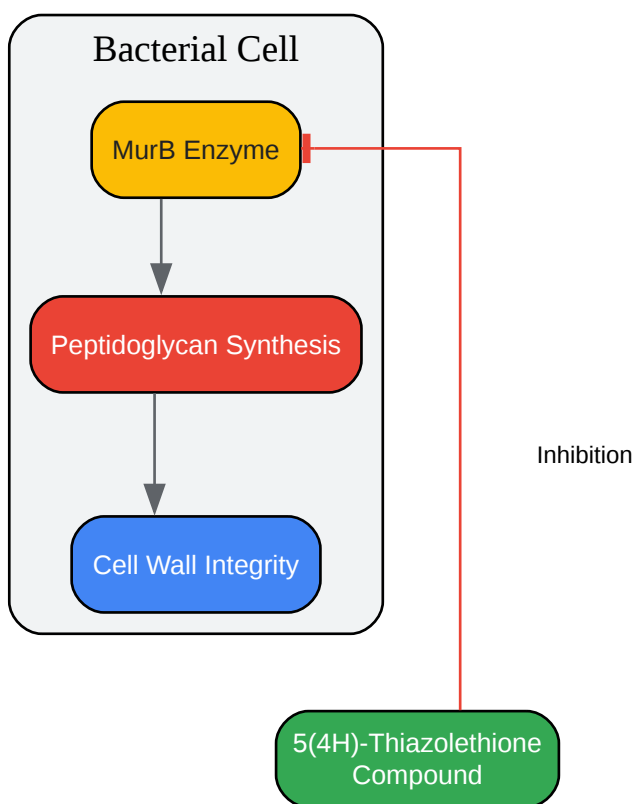 Bacterial Cell
MurB Enzyme
Peptidoglycan Synthesis
Inhibition
Cell Wall Integrity
5(4H)-Thiazolethione
Compound